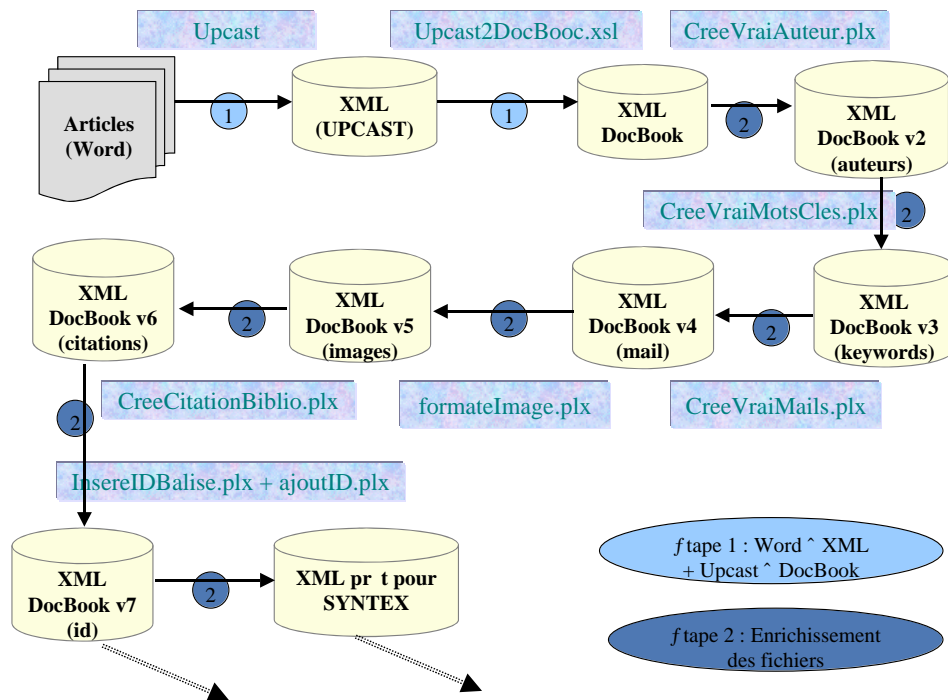 Upcast
Upcast2DocBooc.xsl
CreeVraiAuteur.plx
Articles
(Word)
1
XML
(UPCAST)
1
XML
DocBook
2
XML
DocBook v2
(auteurs)
CreeVraiMotsCles.plx
2
XML
DocBook v6
(citations)
2
XML
DocBook v5
(images)
2
XML
DocBook v4
(mail)
2
XML
DocBook v3
(keywords)
2
CreeCitationBiblio.plx
formateImage.plx
CreeVraiMails.plx
InsereIDBalise.plx + ajoutID.plx
XML
DocBook v7
(id)
2
XML pr t pour
SYNTEX
ƒtape 1 : Word ˆ XML
+ Upcast ˆ DocBook
ƒtape 2 : Enrichissement
des fichiers